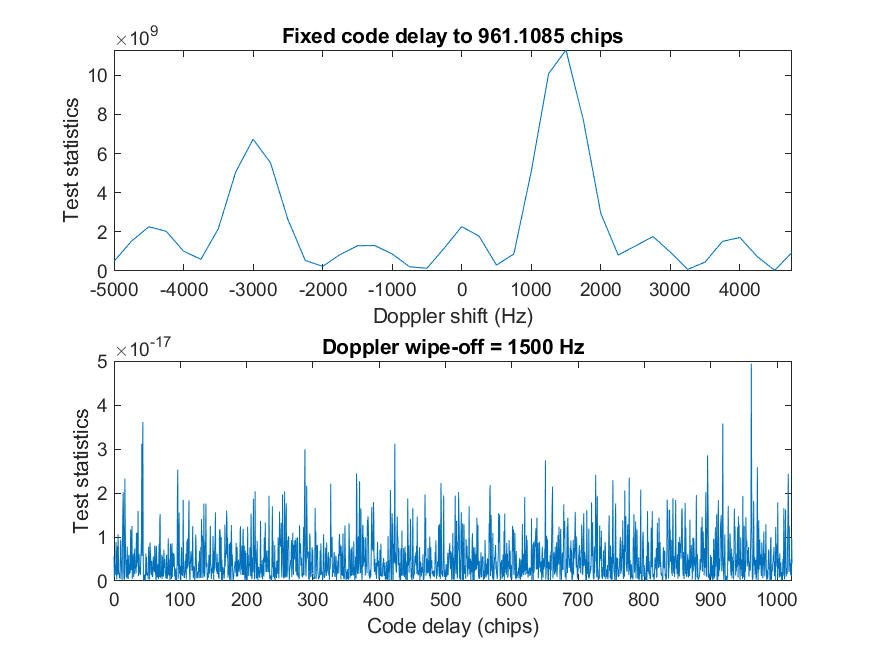 ×10^9
Fixed code delay to 961.1085 chips
10
8
6
4
2
0
Test statistics
-5000 -4000 -3000 -2000 -1000 0 1000 2000 3000 4000
Doppler shift (Hz)
×10^-17
Doppler wipe-off = 1500 Hz
5
4
3
2
1
0
Test statistics
0 100 200 300 400 500 600 700 800 900 1000
Code delay (chips)